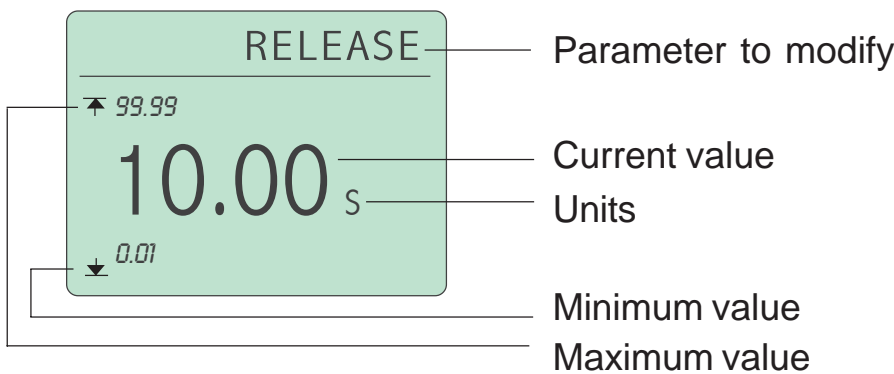 RELEASE
Parameter to modify
99.99
10.00 S
Current value
Units
0.01
Minimum value
Maximum value